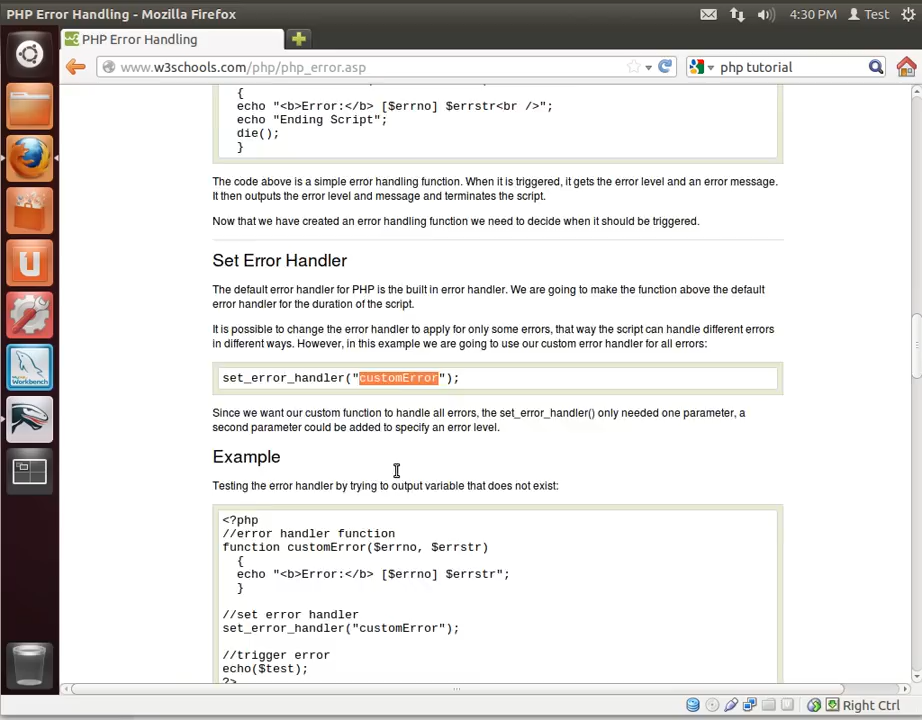 PHP Error Handling - Mozilla Firefox
4:30 PM Test
PHP Error Handling
www.w3schools.com/php/php_error.asp
php tutorial
{
echo "<b>Error:</b> [$errno] $errstr<br />";
echo "Ending Script";
die();
}
The code above is a simple error handling function. When it is triggered, it gets the error level and an error message.
It then outputs the error level and message and terminates the script.
Now that we have created an error handling function we need to decide when it should be triggered.
Set Error Handler
The default error handler for PHP is the built in error handler. We are going to make the function above the default
error handler for the duration of the script.
It is possible to change the error handler to apply for only some errors, that way the script can handle different errors
in different ways. However, in this example we are going to use our custom error handler for all errors:
set_error_handler("customError");
Since we want our custom function to handle all errors, the set_error_handler() only needed one parameter, a
second parameter could be added to specify an error level.
Example
Testing the error handler by trying to output variable that does not exist:
<?php
//error handler function
function customError($errno, $errstr)
{
echo "<b>Error:</b> [$errno] $errstr";
}
//set error handler
set_error_handler("customError");
//trigger error
echo($test);
?>
Workbench
Right Ctrl